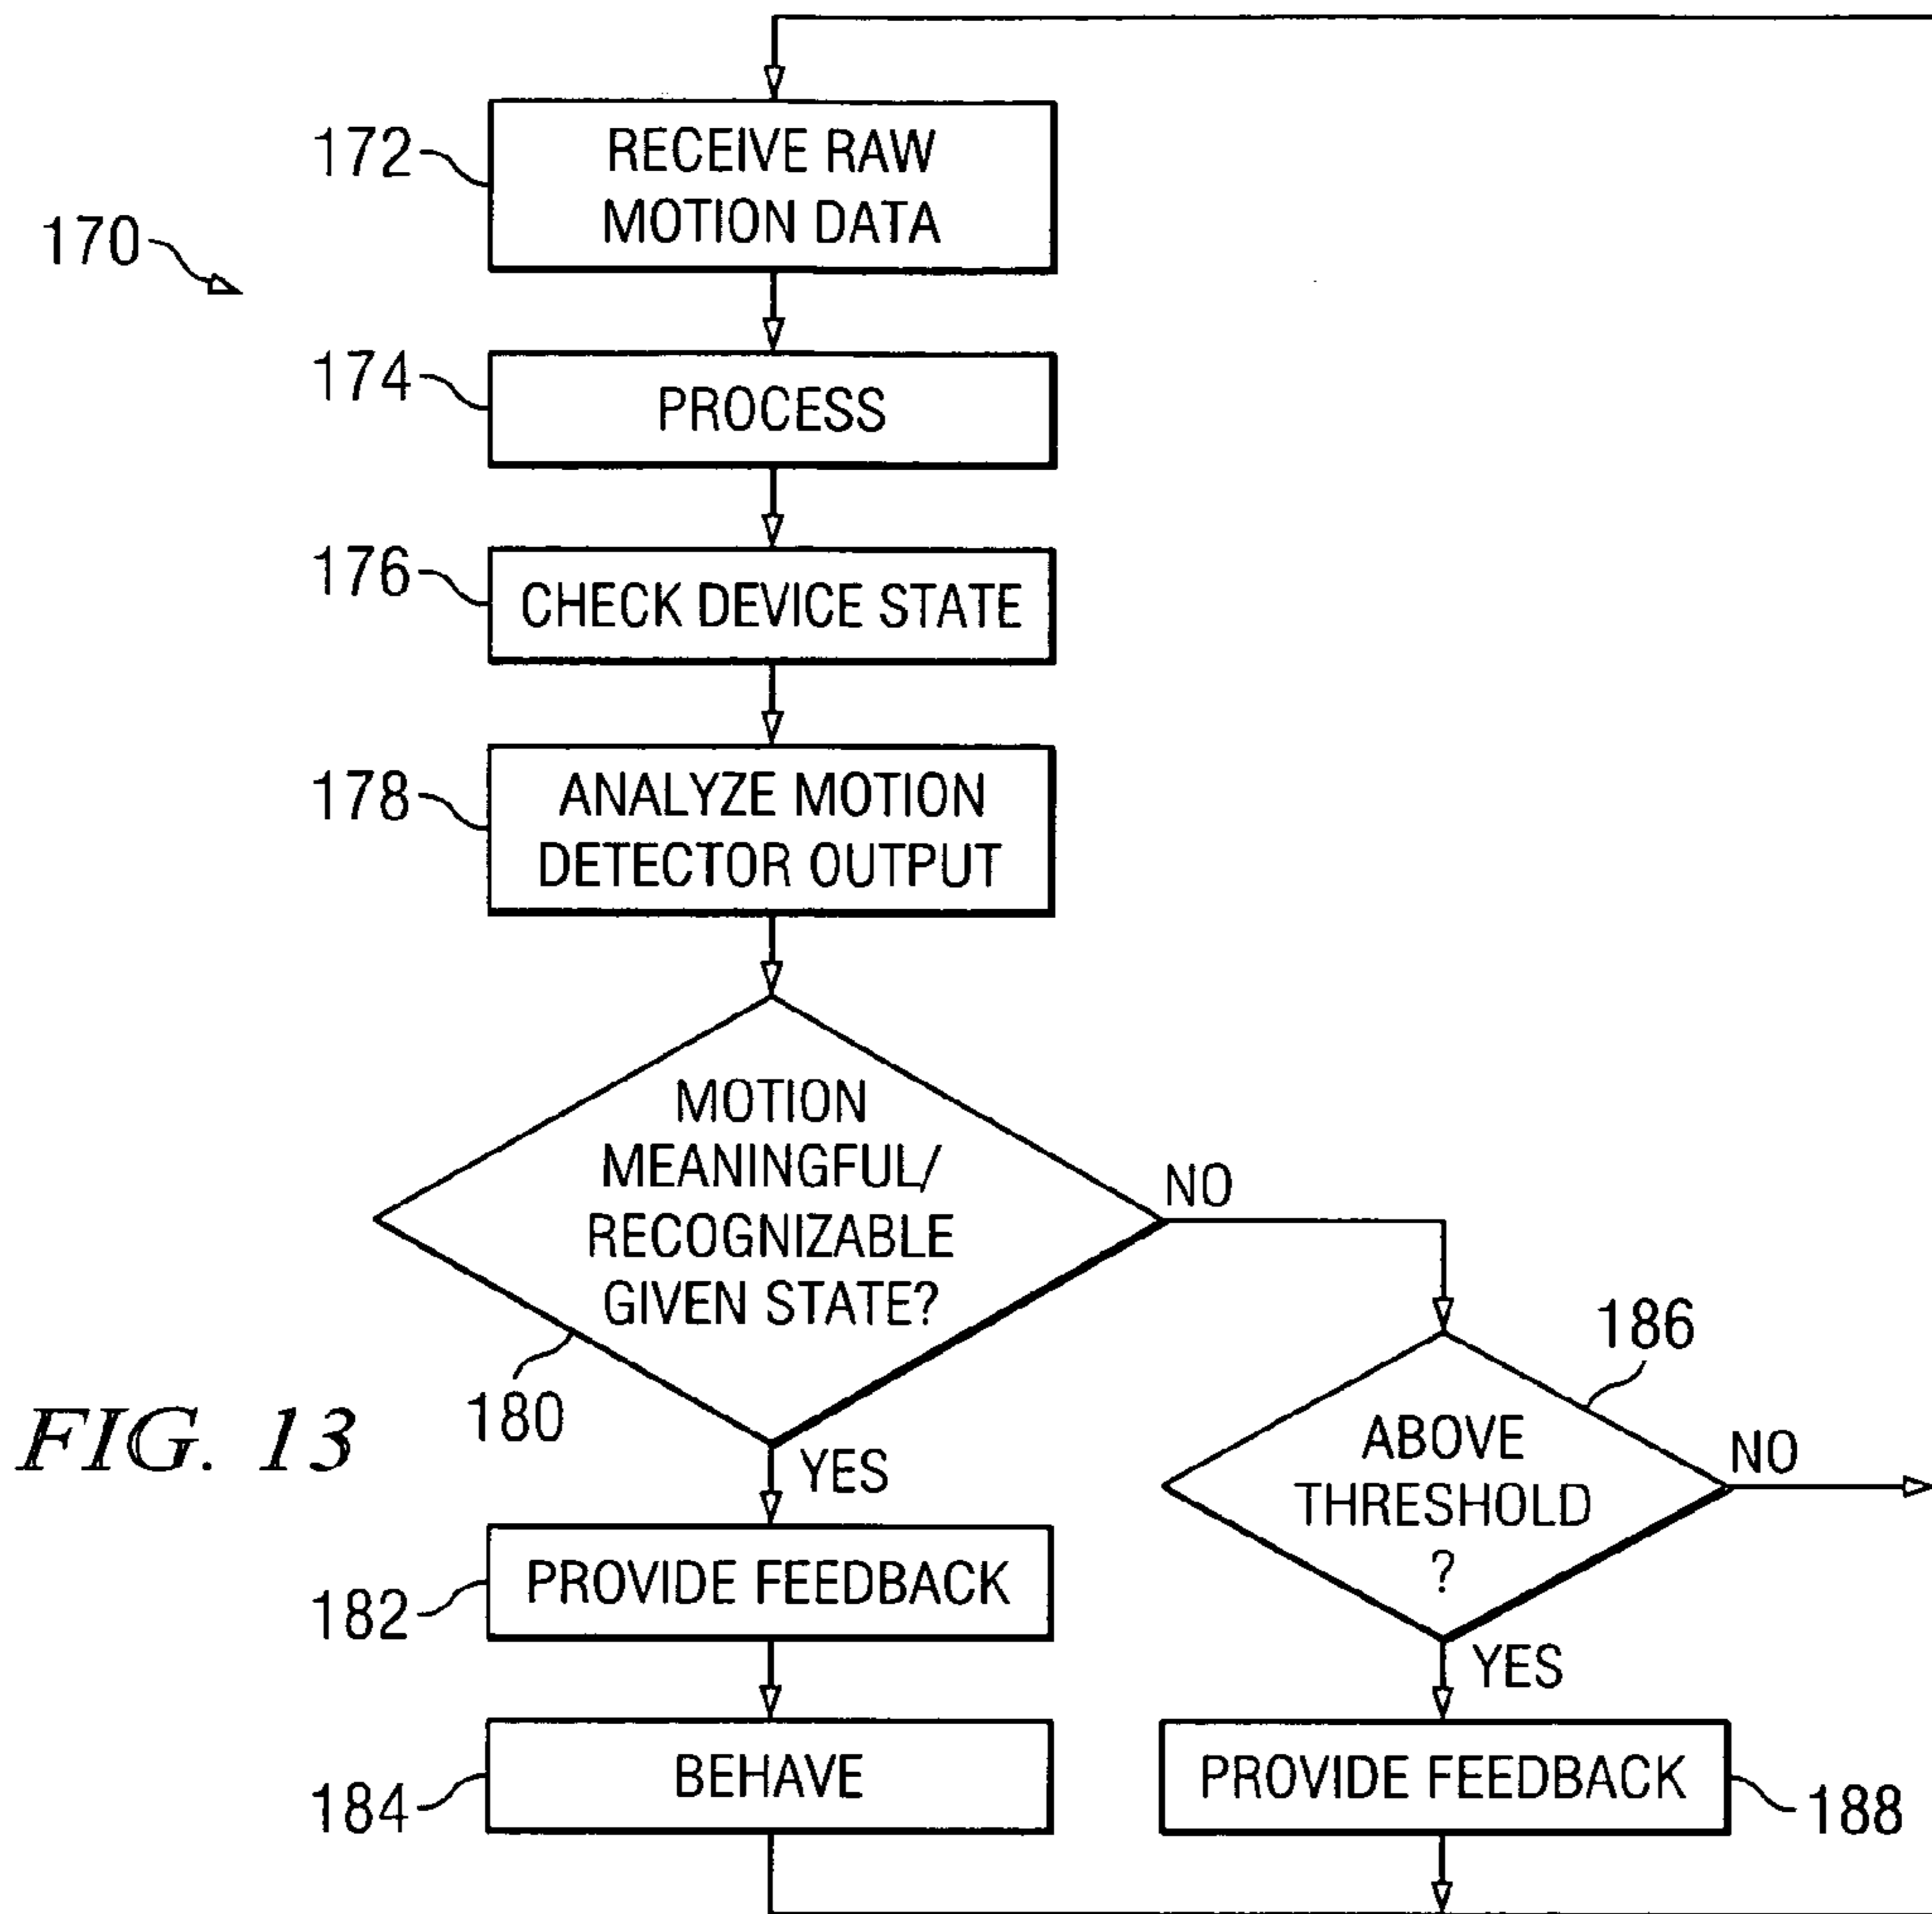 172
RECEIVE RAW
MOTION DATA
170
174
PROCESS
176
CHECK DEVICE STATE
178
ANALYZE MOTION
DETECTOR OUTPUT
MOTION
MEANINGFUL/
RECOGNIZABLE
GIVEN STATE?
NO
180
YES
186
ABOVE
THRESHOLD
?
NO
YES
FIG. 13
182
PROVIDE FEEDBACK
184
BEHAVE
PROVIDE FEEDBACK
188